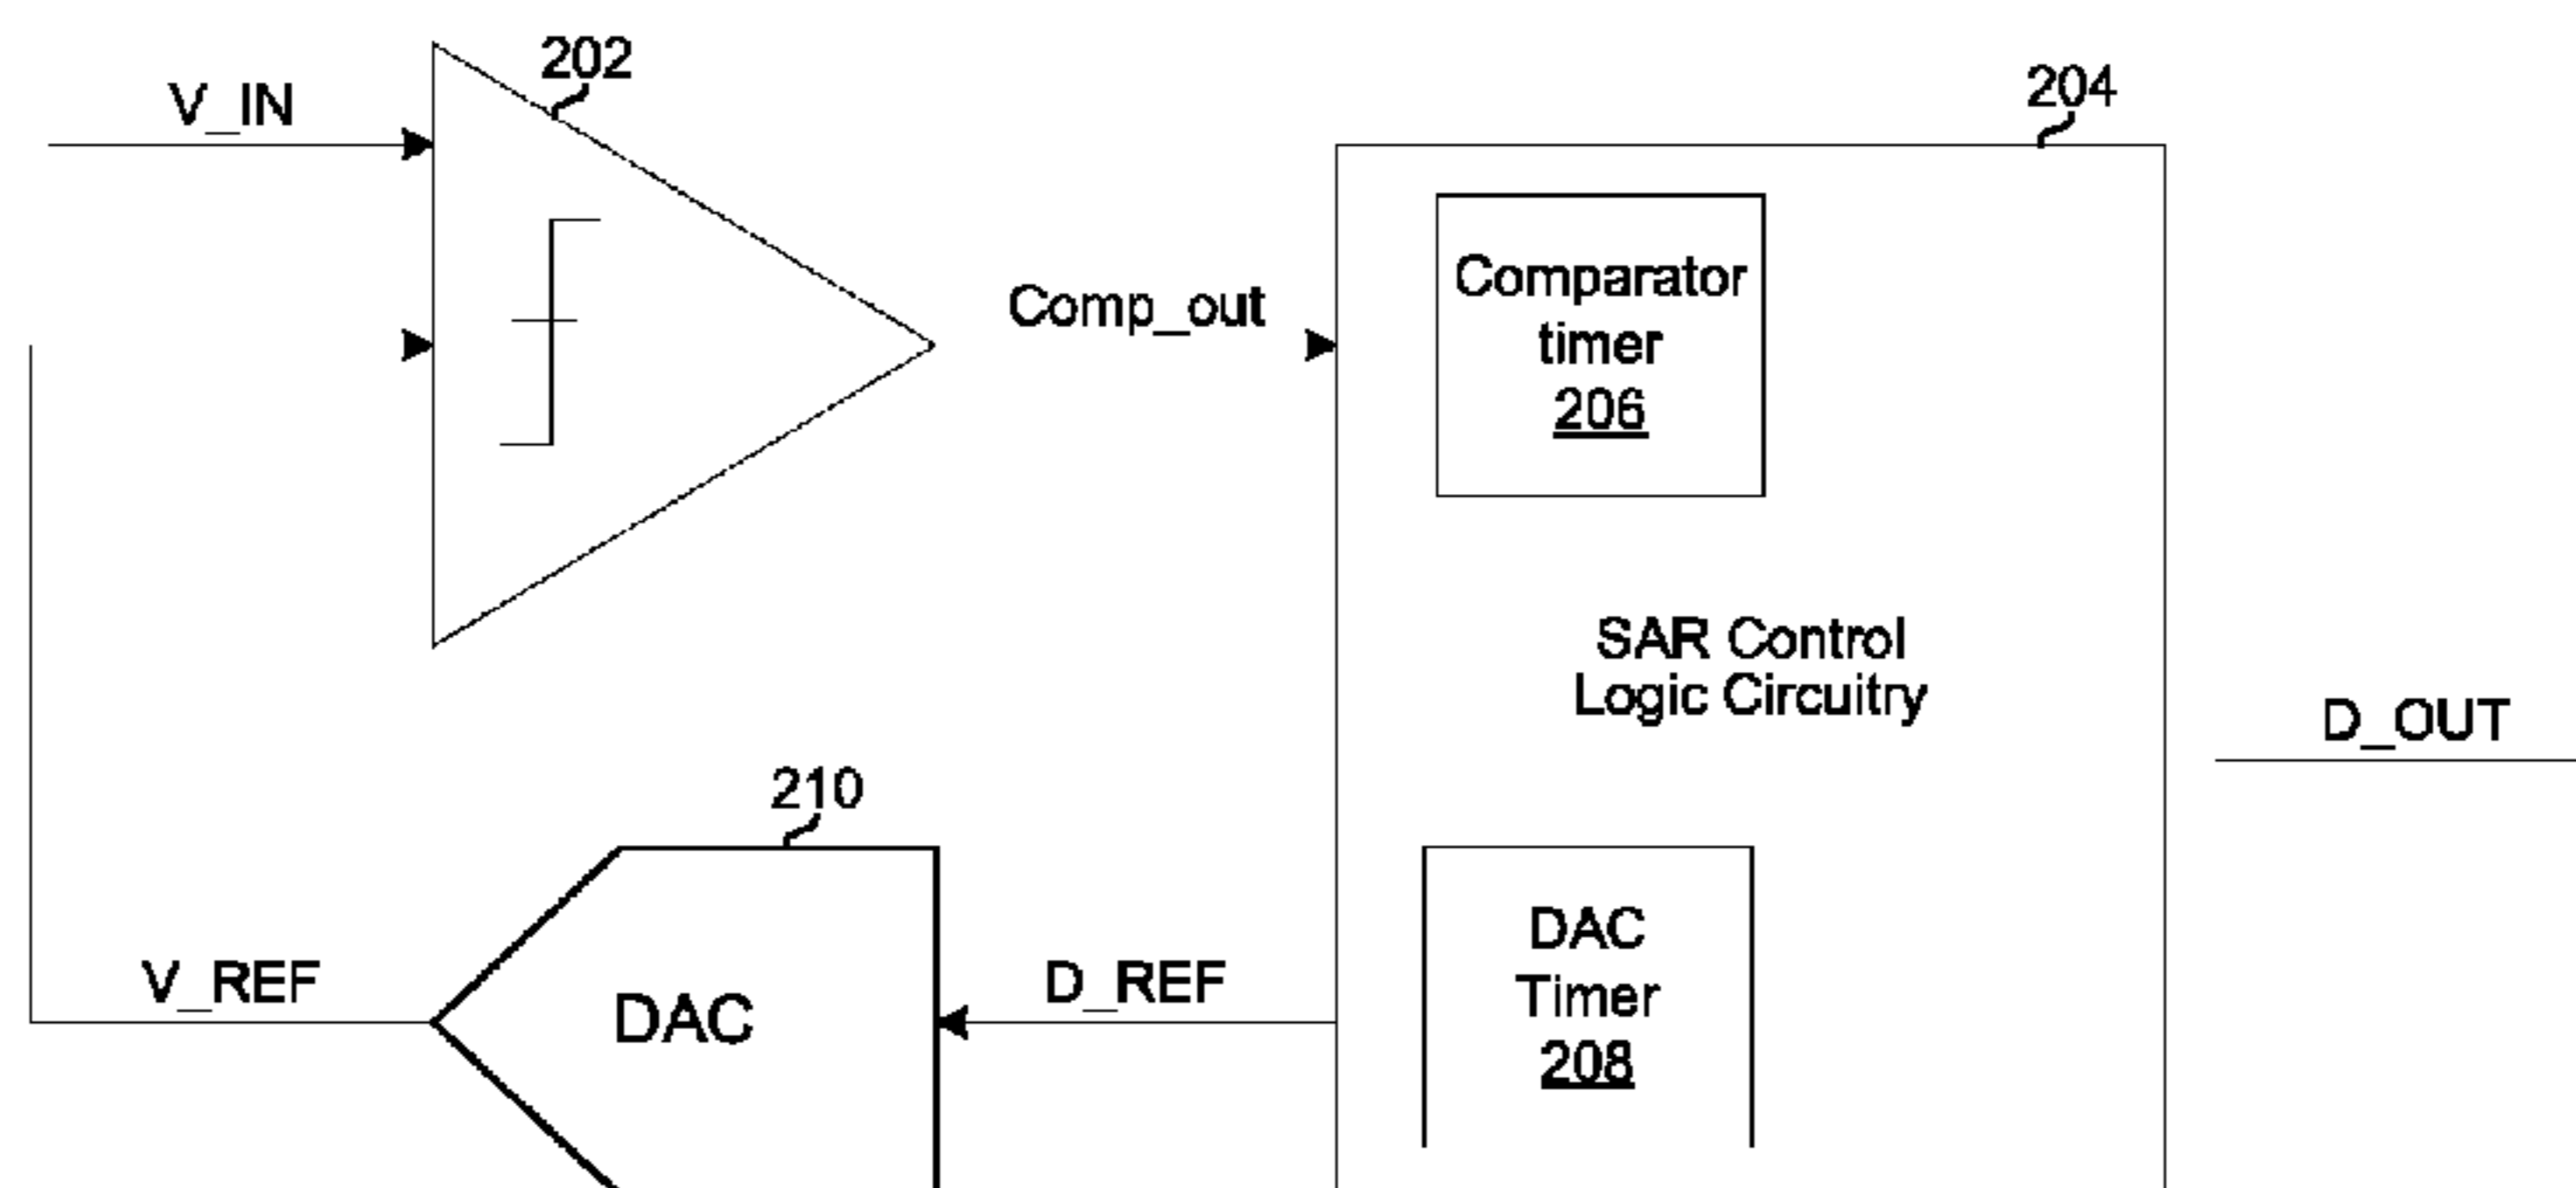 202
V_IN
204
Comp_out
Comparator
timer
206
SAR Control
Logic Circuitry
D_OUT
210
DAC
Timer
208
V_REF
DAC
D_REF